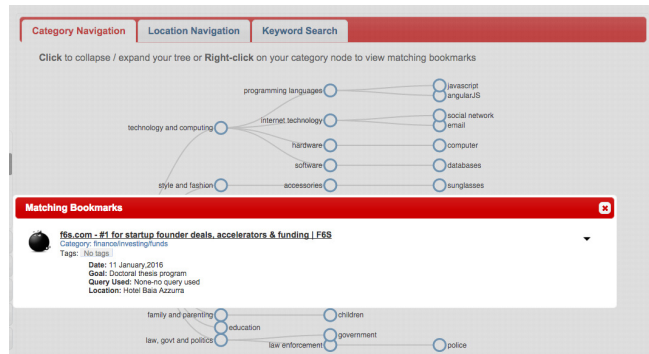 Category Navigation
Location Navigation
Keyword Search
Click to collapse / expand your tree or Right-click on your category node to view matching bookmarks
programming languages
javascript
angularJS
internet technology
social network
email
technology and computing
hardware
computer
software
databases
style and fashion
accessories
sunglasses
Matching Bookmarks
f6s.com - #1 for startup founder deals, accelerators & funding | F6S
Category: finance/investing/funds
Tags: No tags
Date: 11 January,2016
Goal: Doctoral thesis program
Query Used: None-no query used
Location: Hotel Baia Azzurra
family and parenting
children
education
law, govt and politics
government
law enforcement
police